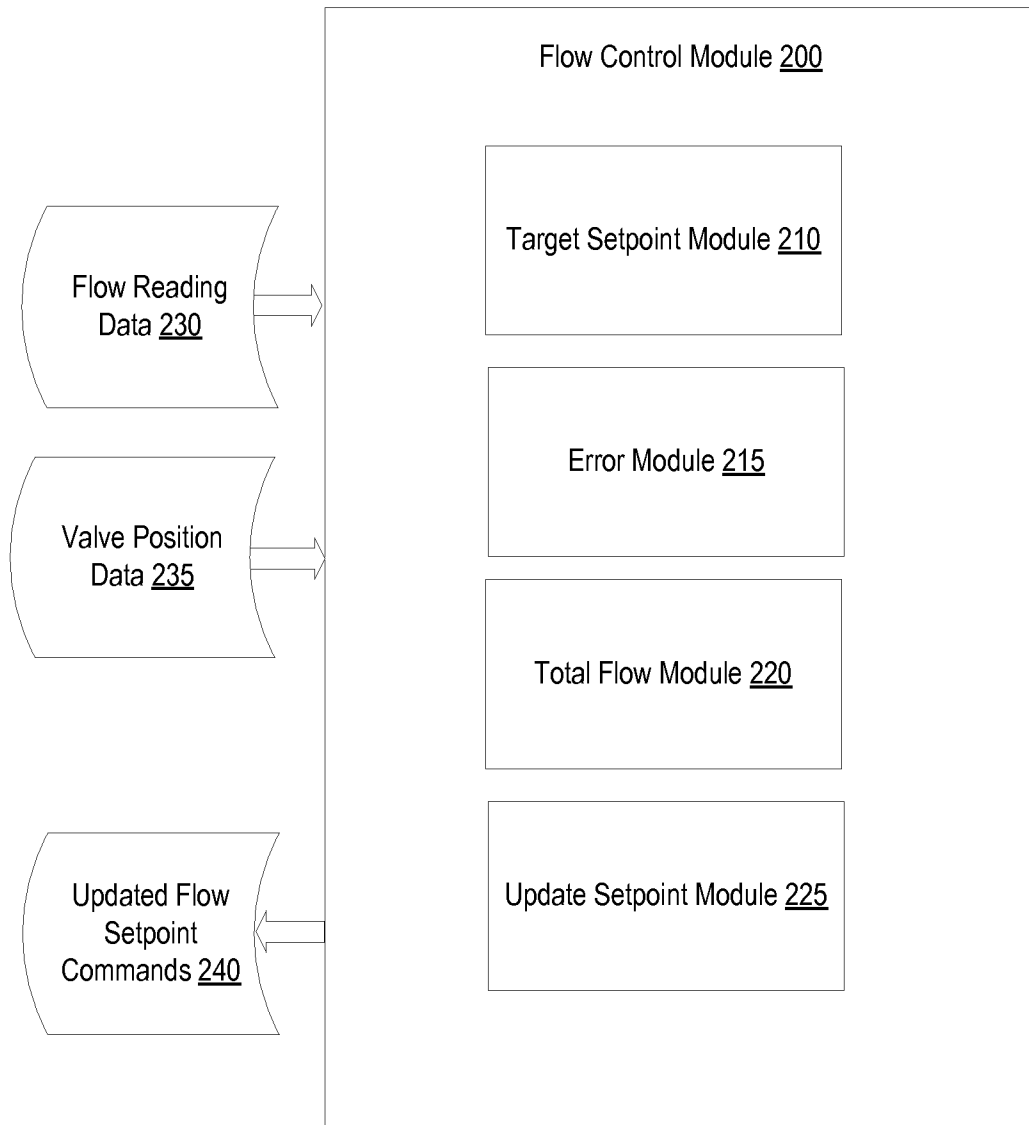 Flow Control Module 200
Target Setpoint Module 210
Flow Reading
Data 230
Error Module 215
Valve Position
Data 235
Total Flow Module 220
Updated Flow
Setpoint
Commands 240
Update Setpoint Module 225